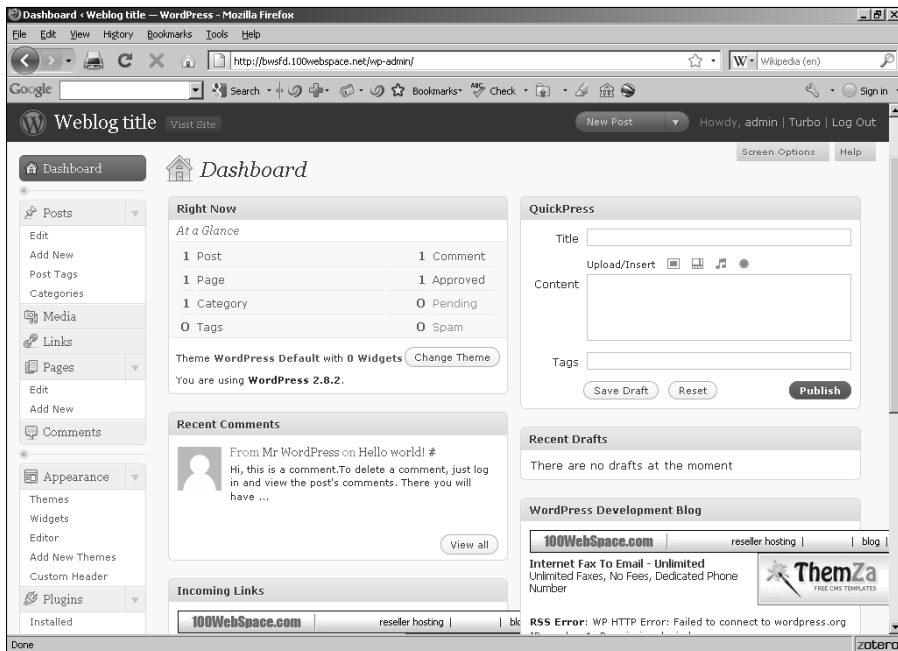 Dashboard ‹ Weblog title — WordPress - Mozilla Firefox
File Edit View History Bookmarks Tools Help
http://bwsfd.100webspace.net/wp-admin/ W Wikipedia (en)
Google Search Bookmarks ABC Check Sign in
Weblog title Visit Site New Post Howdy, admin | Turbo | Log Out
Screen Options Help
Dashboard
Posts
Edit
Add New
Post Tags
Categories
Media
Links
Pages
Edit
Add New
Comments
Appearance
Themes
Widgets
Editor
Add New Themes
Custom Header
Plugins
Installed
Dashboard
Right Now
At a Glance
1 Post 1 Comment
1 Page 1 Approved
1 Category 0 Pending
0 Tags 0 Spam
Theme WordPress Default with 0 Widgets Change Theme
You are using WordPress 2.8.2.
Recent Comments
From Mr WordPress on Hello world! #
Hi, this is a comment.To delete a comment, just log
in and view the post's comments. There you will
have ...
View all
Incoming Links
100WebSpace.com reseller hosting |
QuickPress
Title
Upload/Insert
Content
Tags
Save Draft Reset Publish
Recent Drafts
There are no drafts at the moment
WordPress Development Blog
100WebSpace.com reseller hosting | | blog |
Internet Fax To Email - Unlimited
Unlimited Faxes, No Fees, Dedicated Phone
Number
ThemZa
FREE CMS TEMPLATES
RSS Error: WP HTTP Error: Failed to connect to wordpress.org
Done zotero